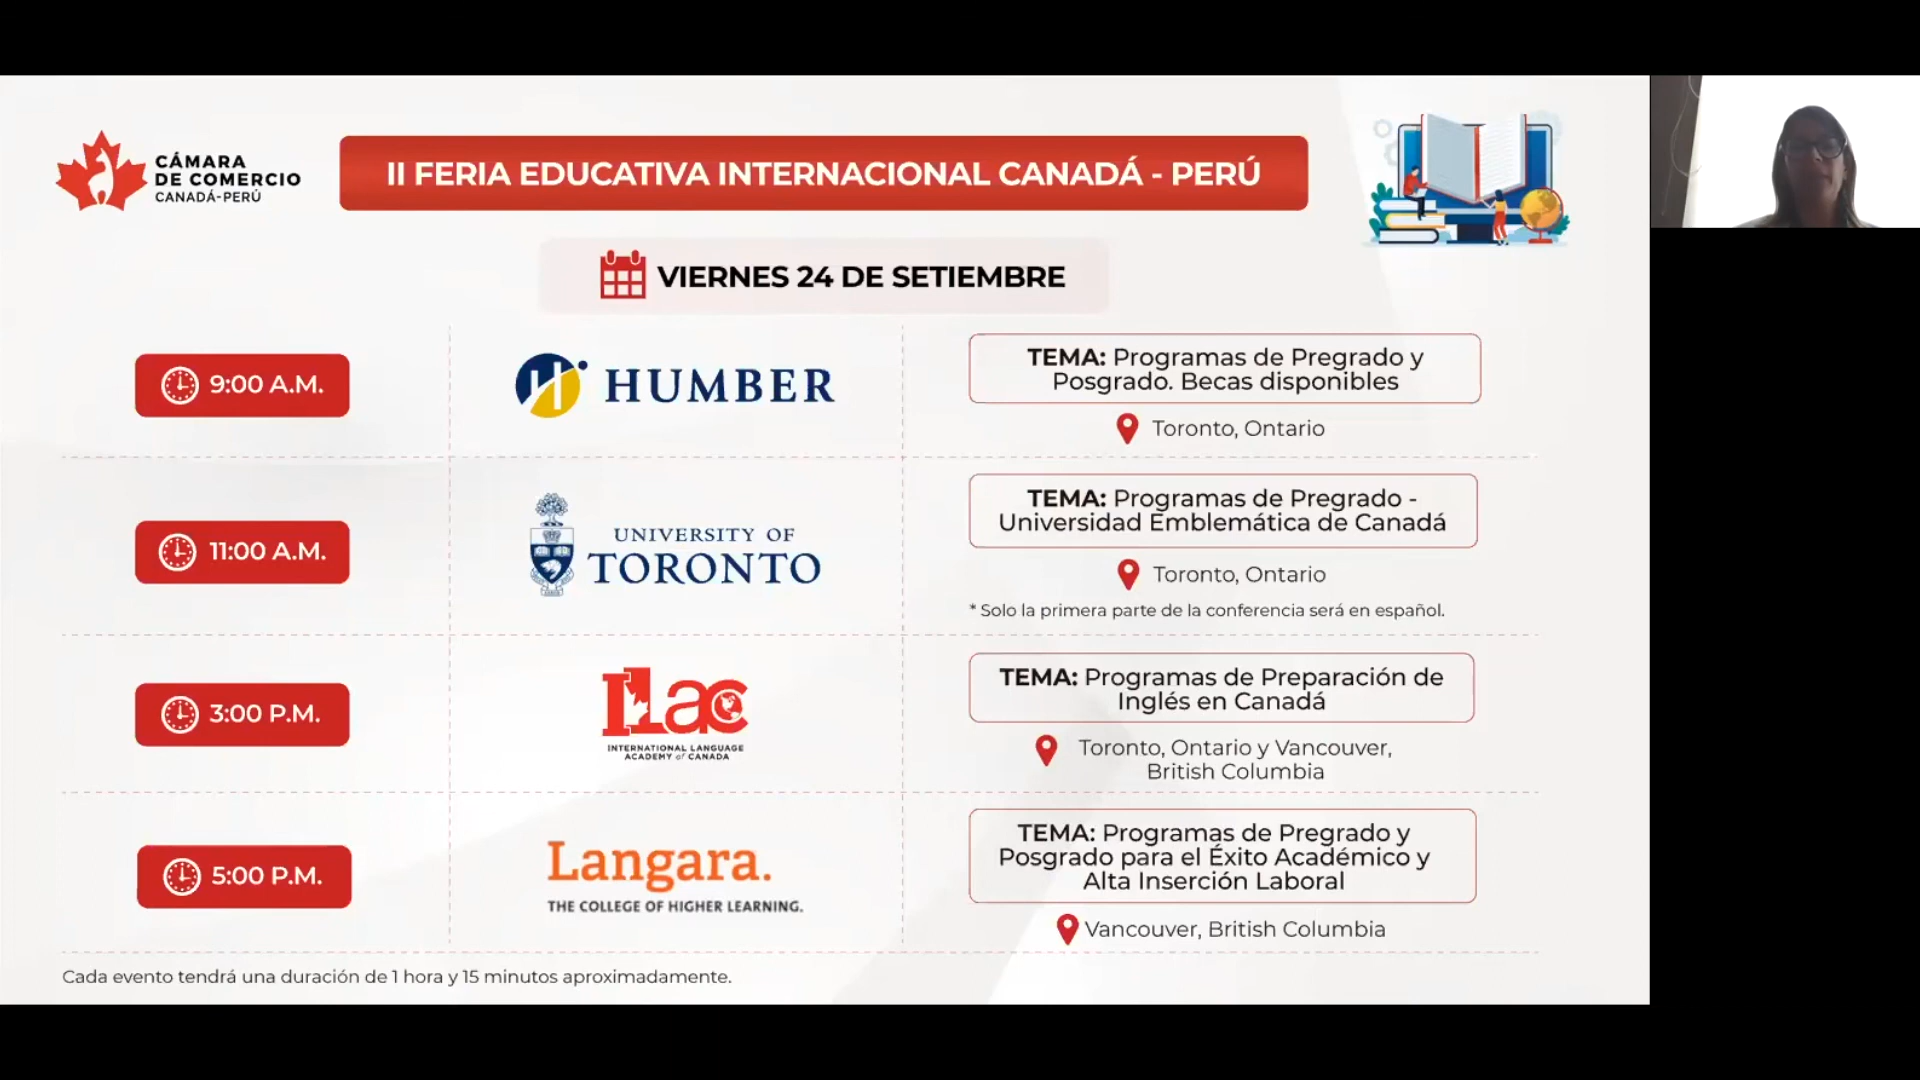 CÁMARA
DE COMERCIO
CANADÁ-PERÚ
II FERIA EDUCATIVA INTERNACIONAL CANADÁ - PERÚ
VIERNES 24 DE SETIEMBRE
9:00 A.M.
HUMBER
TEMA: Programas de Pregrado y
Posgrado. Becas disponibles
Toronto, Ontario
11:00 A.M.
UNIVERSITY OF
TORONTO
TEMA: Programas de Pregrado -
Universidad Emblemática de Canadá
Toronto, Ontario
* Solo la primera parte de la conferencia será en español.
3:00 P.M.
ILac
INTERNATIONAL LANGUAGE
ACADEMY of CANADA
TEMA: Programas de Preparación de
Inglés en Canadá
Toronto, Ontario y Vancouver,
British Columbia
5:00 P.M.
Langara.
THE COLLEGE OF HIGHER LEARNING.
TEMA: Programas de Pregrado y
Posgrado para el Éxito Académico y
Alta Inserción Laboral
Vancouver, British Columbia
Cada evento tendrá una duración de 1 hora y 15 minutos aproximadamente.